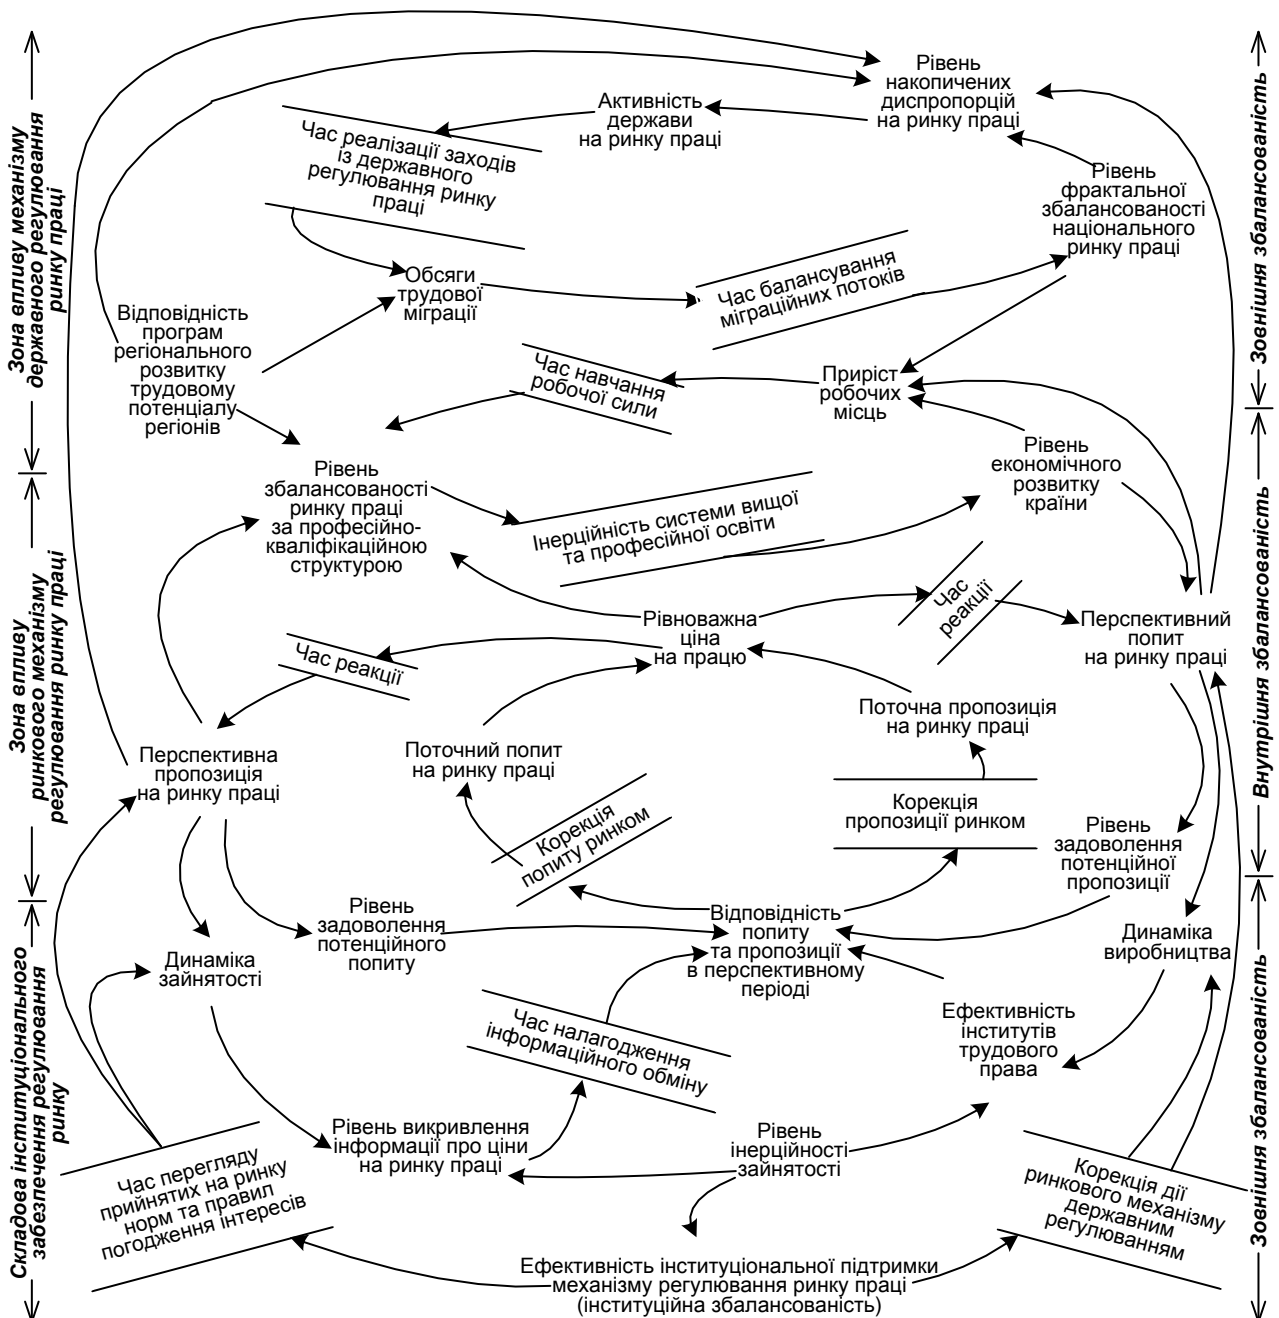 Зона впливу механізму
державного регулювання
ринку праці
Зона впливу
ринкового механізму
регулювання ринку праці
Складова інституціонального
забезпечення регулювання
ринку
Рівень
накопичених
диспропорцій
на ринку праці
Активність
держави
на ринку праці
Час реалізації заходів
із державного
регулювання ринку
праці
Рівень
фрактальної
збалансованості
національного
ринку праці
Обсяги
трудової
міграції
Час балансування
міграційних потоків
Відповідність
програм
регіонального
розвитку
трудовому
потенціалу
регіонів
Час навчання
робочої сили
Приріст
робочих
місць
Рівень
збалансованості
ринку праці
за професійно-
кваліфікаційною
структурою
Інерційність системи вищої
та професійної освіти
Рівень
економічного
розвитку
країни
Час
реакції
Рівноважна
ціна
на працю
Перспективний
попит
на ринку праці
Час реакції
Перспективна
пропозиція
на ринку праці
Поточний попит
на ринку праці
Поточна пропозиція
на ринку праці
Корекція
попиту ринком
Корекція
пропозиції ринком
Рівень
задоволення
потенційної
пропозиції
Рівень
задоволення
потенційного
попиту
Відповідність
попиту
та пропозиції
в перспективному
періоді
Динаміка
виробництва
Динаміка
зайнятості
Час налагодження
інформаційного обміну
Ефективність
інститутів
трудового
права
Рівень викривлення
інформації про ціни
на ринку праці
Рівень
інерційності
зайнятості
Час перегляду
прийнятих на ринку
норм та правил
погодження інтересів
Корекція дії
ринкового механізму
державним
регулюванням
Ефективність інституціональної підтримки
механізму регулювання ринку праці
(інституційна збалансованість)
Зовнішня збалансованість
Внутрішня збалансованість
Зовнішня збалансованість